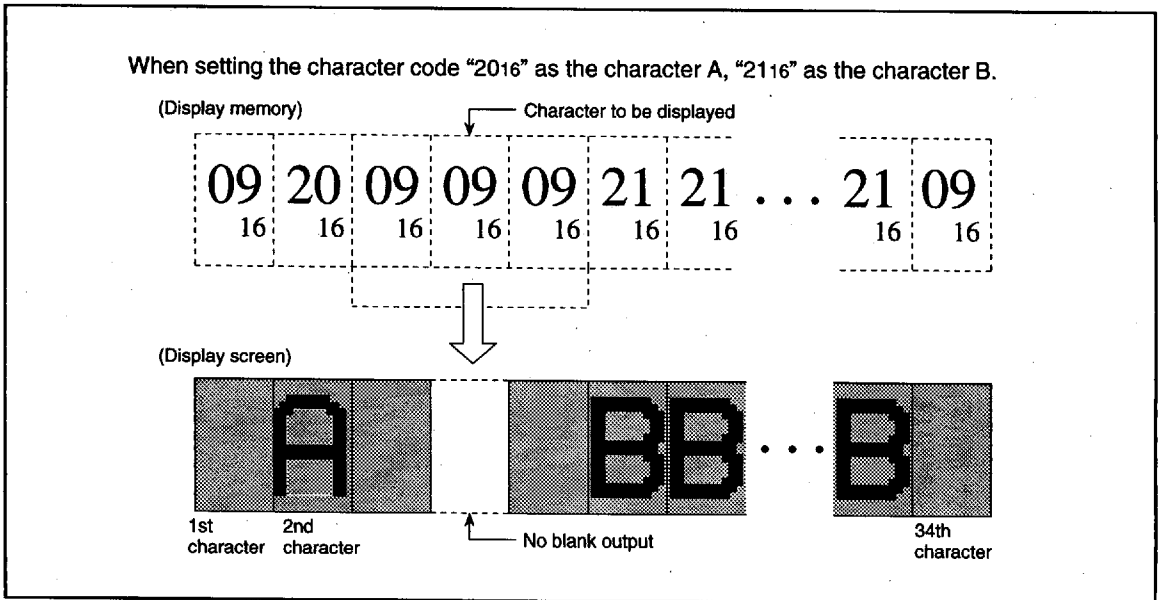 When setting the character code “2016” as the character A, “2116” as the character B.
(Display memory)
Character to be displayed
09 20 09 09 09 21 21 . . . 21 09
16 16 16 16 16 16 16 16 16
(Display screen)
A B B . . . B
1st character
2nd character
No blank output
34th character